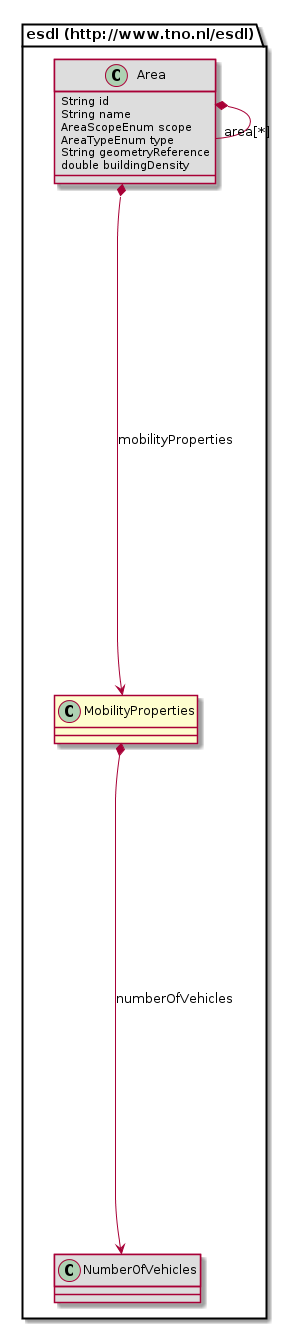 esdl (http://www.tno.nl/esdl)
C Area
String id
String name
AreaScopeEnum scope
AreaTypeEnum type
String geometryReference
double buildingDensity
area[*]
mobilityProperties
C MobilityProperties
numberOfVehicles
C NumberOfVehicles